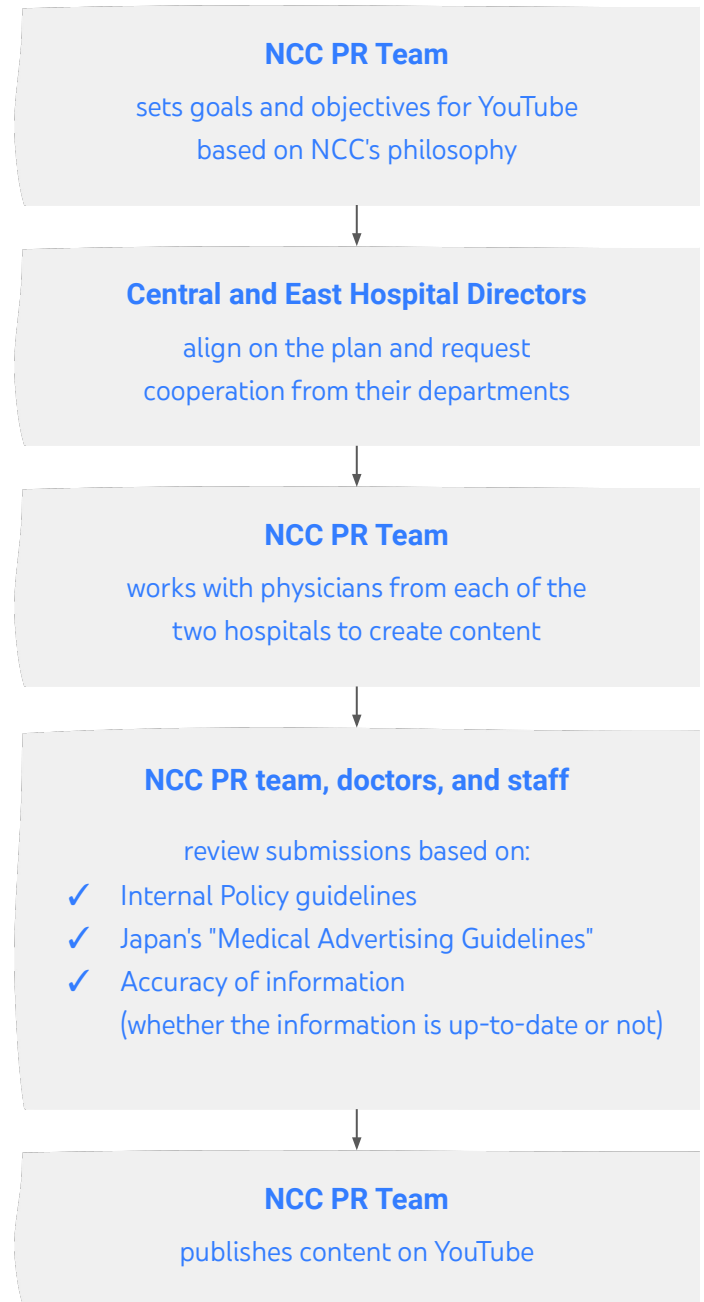 NCC PR Team
sets goals and objectives for YouTube
based on NCC's philosophy
Central and East Hospital Directors
align on the plan and request
cooperation from their departments
NCC PR Team
works with physicians from each of the
two hospitals to create content
NCC PR team, doctors, and staff
review submissions based on:
✓ Internal Policy guidelines
✓ Japan's "Medical Advertising Guidelines"
✓ Accuracy of information
(whether the information is up-to-date or not)
NCC PR Team
publishes content on YouTube